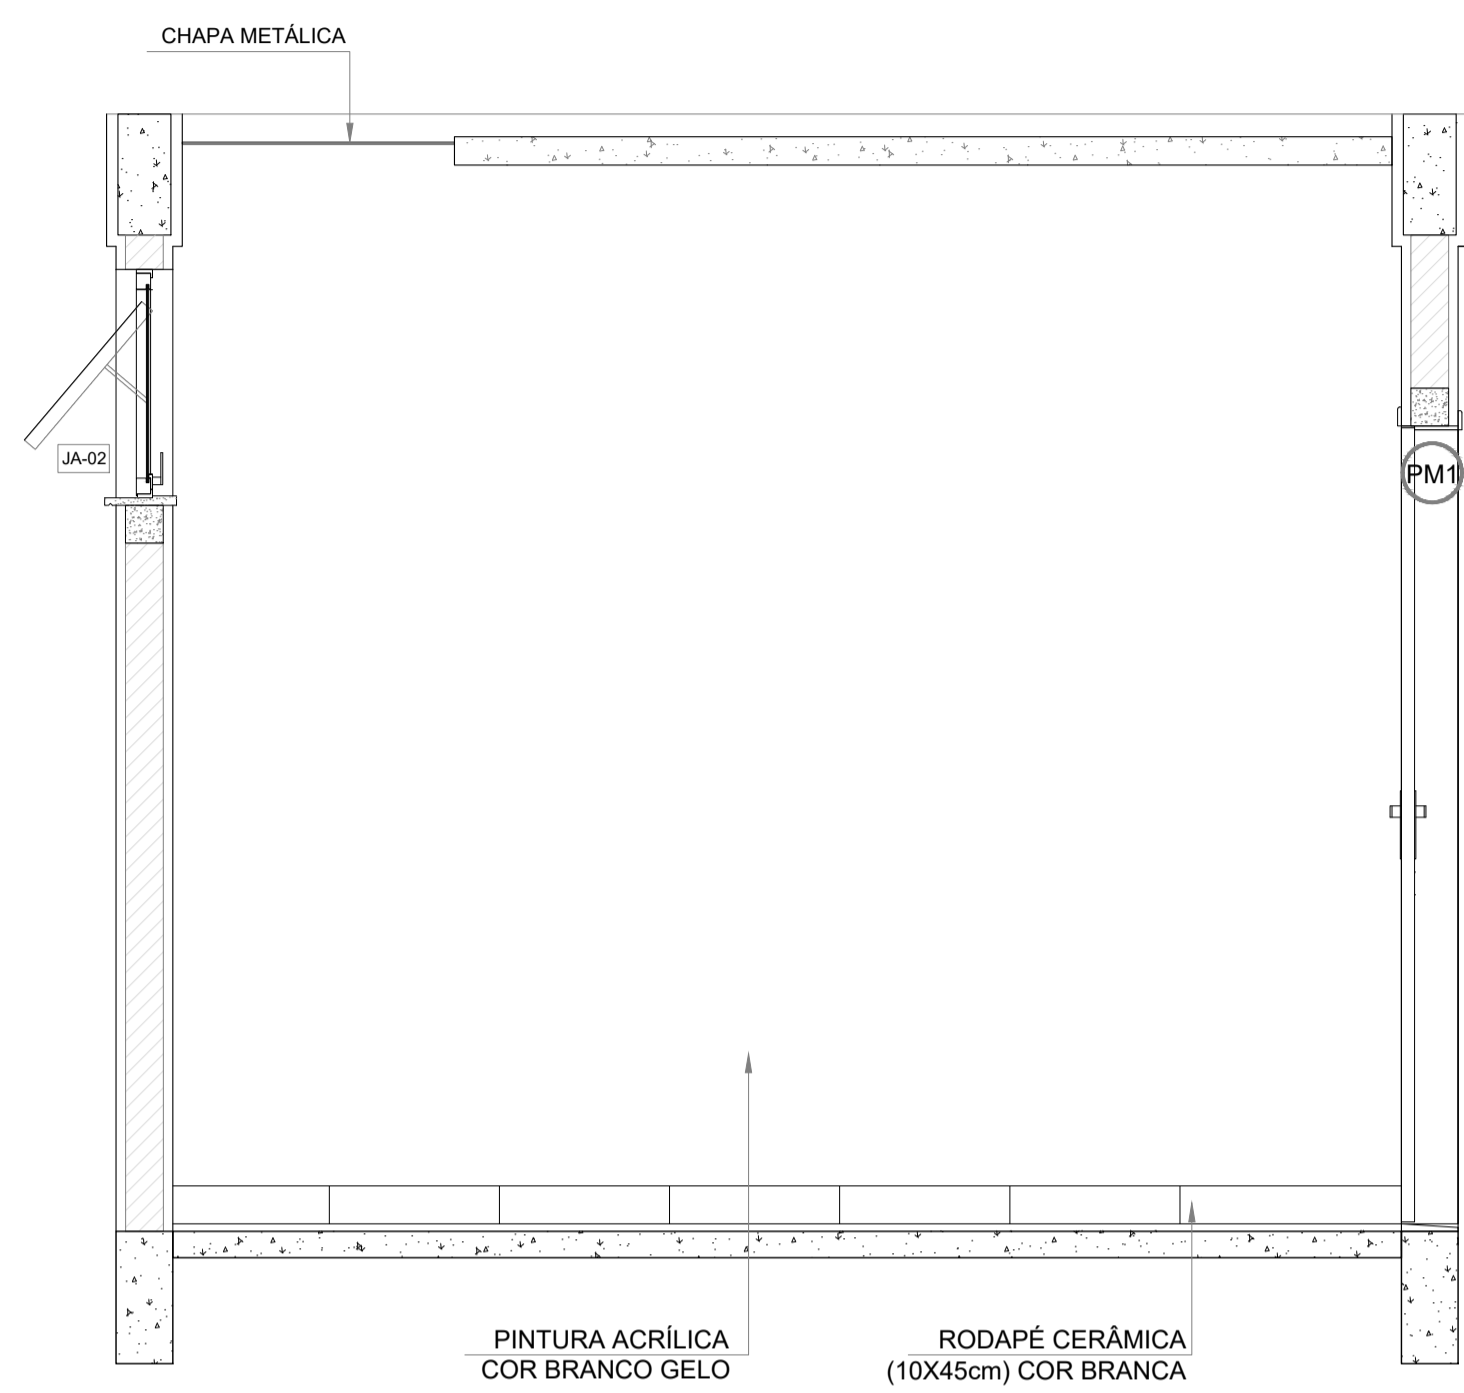 CHAPA METÁLICA
JA-02
PM1
PINTURA ACRÍLICA
COR BRANCO GELO
RODAPÉ CERÂMICA
(10X45cm) COR BRANCA